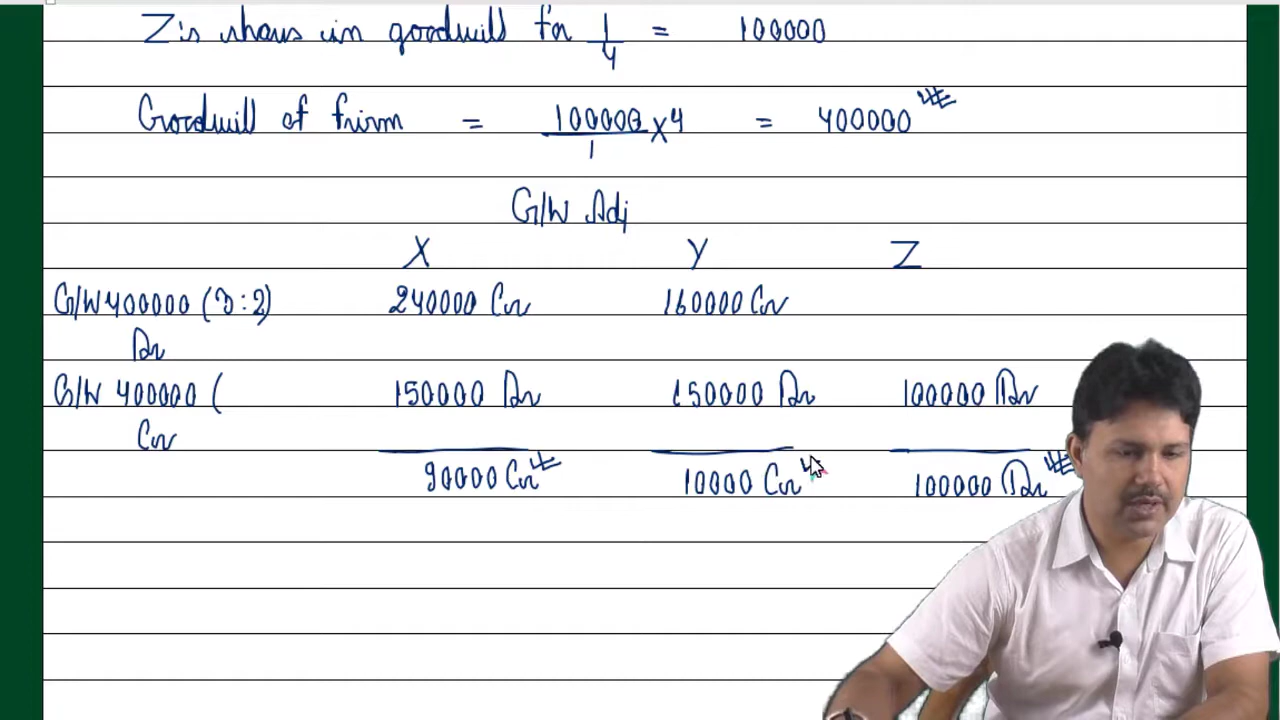 Z's share in goodwill for 1/4 = 100000
Goodwill of firm = 100000/1 X 4 = 400000
G/W Adj
X Y Z
G/W 400000 (3:2) 240000 Cr 160000 Cr
Dr
G/W 400000 ( 150000 Dr 150000 Dr 100000 Dr
Cr
90000 Cr 10000 Cr 100000 Dr